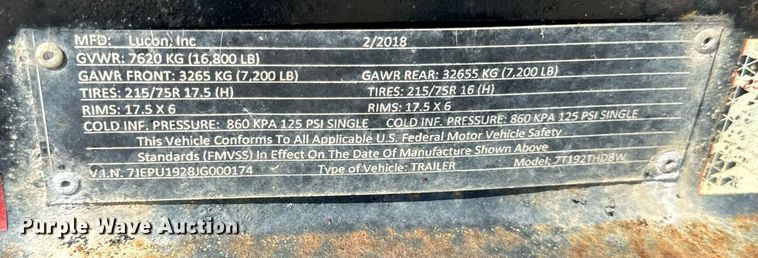 MFD: Lucon, Inc 2/2018
GVWR: 7620 KG (16,800 LB)
GAWR FRONT: 3265 KG (7,200 LB) GAWR REAR: 32655 KG (7,200 LB)
TIRES: 215/75R 17.5 (H) TIRES: 215/75R 16 (H)
RIMS: 17.5 X 6 RIMS: 17.5 X 6
COLD INF. PRESSURE: 860 KPA 125 PSI SINGLE COLD INF. PRESSURE: 860 KPA 125 PSI SINGLE
This Vehicle Conforms To All Applicable U.S. Federal Motor Vehicle Safety
Standards (FMVSS) In Effect On The Date Of Manufacture Shown Above
V.I.N. 7JEPU1928JG000174 Type of Vehicle: TRAILER Model: 7T192THDBW
Purple Wave Auction